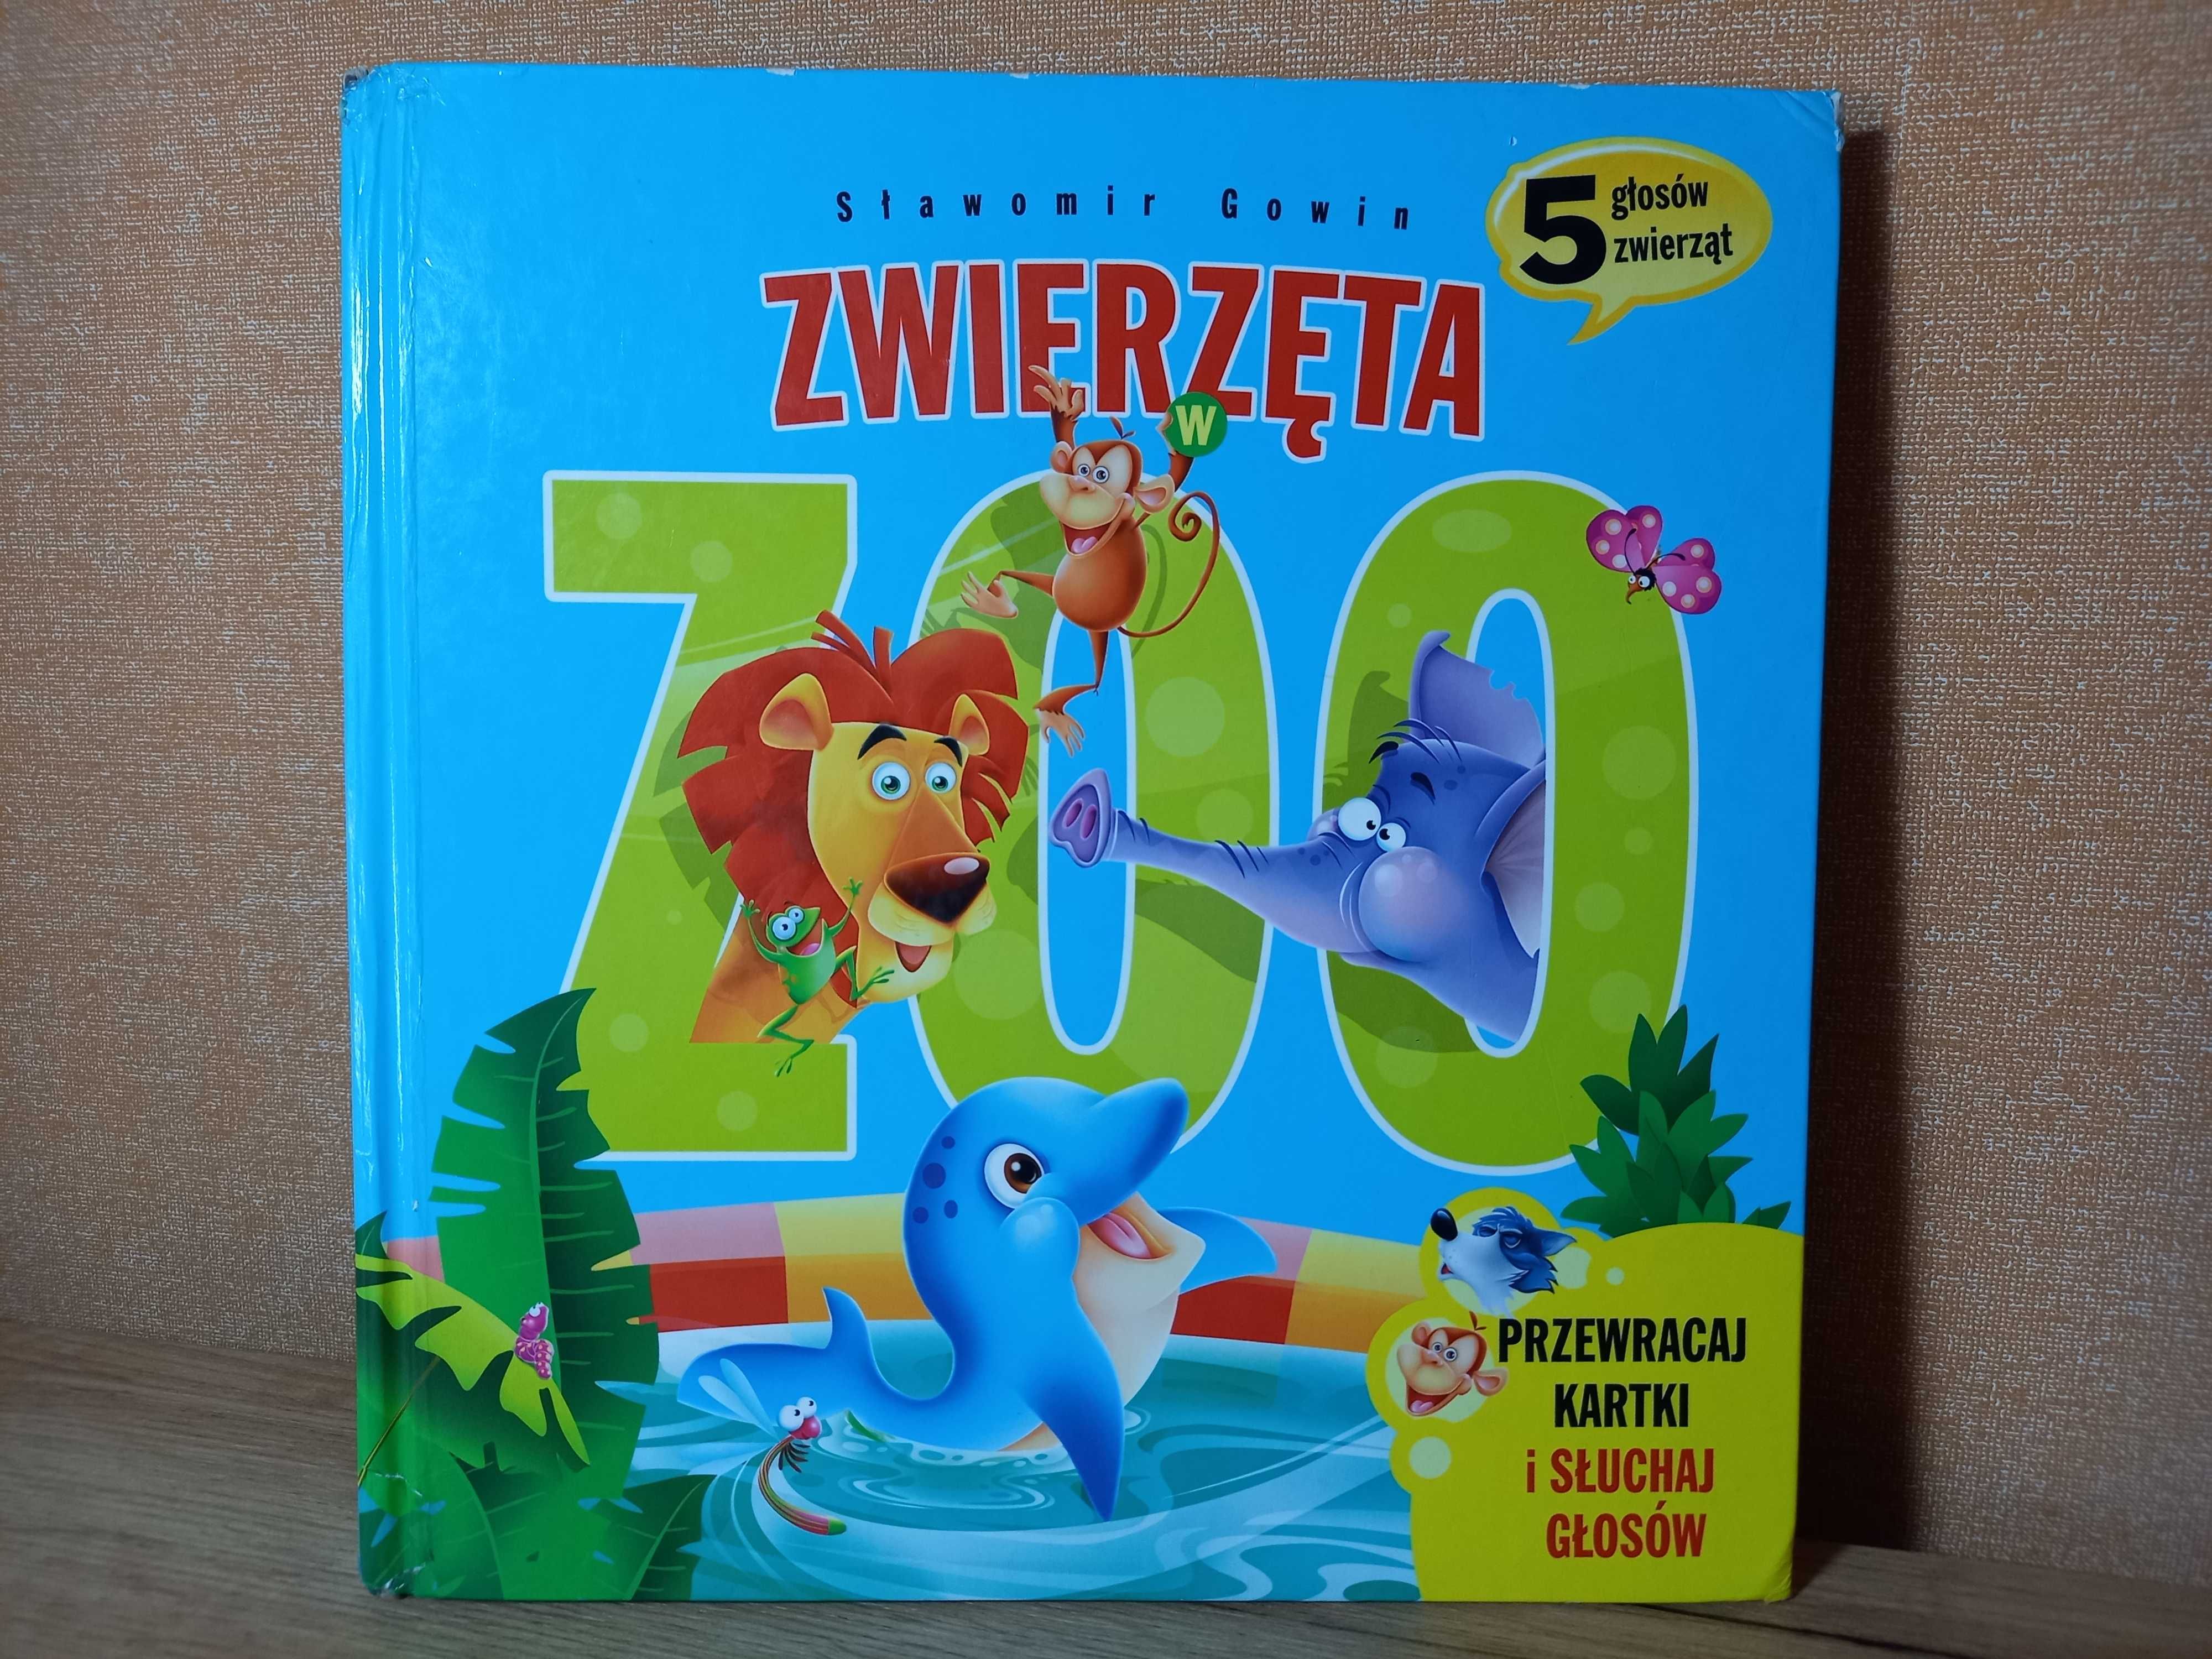 Sławomir Gowin
5 głosów
zwierząt
ZWIERZĘTA
W
ZOO
PRZEWRACAJ
KARTKI
i SŁUCHAJ
GŁOSÓW